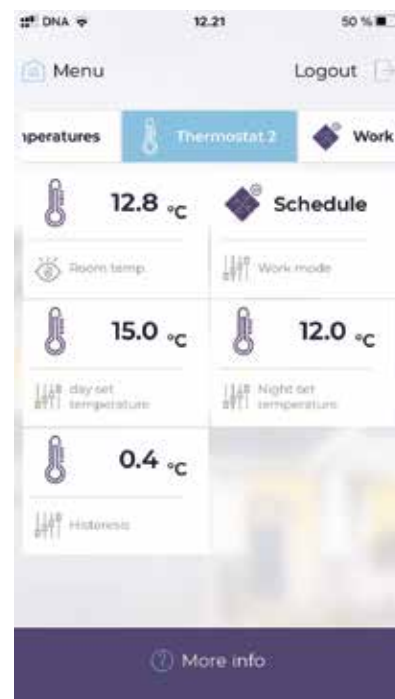 DNA 12.21 50 %
Menu Logout
nperatures Thermostat 2 Work
12.8 °C Schedule
Room temp. Work mode
15.0 °C 12.0 °C
day set Night set
temperature temperature
0.4 °C
Histeresis
? More info